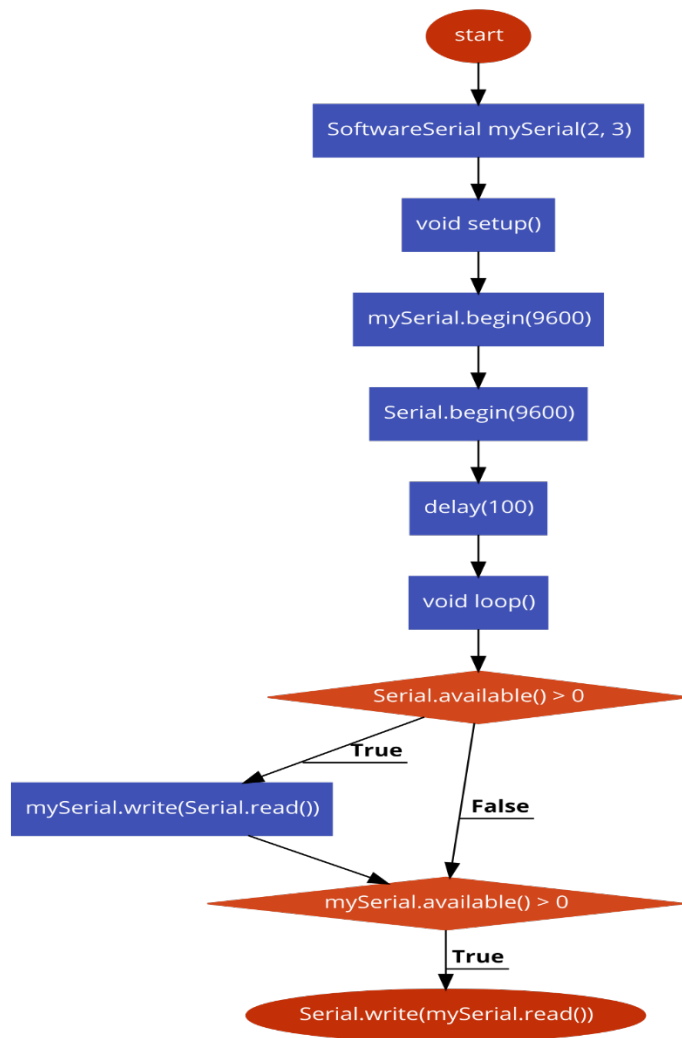 start
SoftwareSerial mySerial(2, 3)
void setup()
mySerial.begin(9600)
Serial.begin(9600)
delay(100)
void loop()
Serial.available() > 0
True
mySerial.write(Serial.read())
False
mySerial.available() > 0
True
Serial.write(mySerial.read())